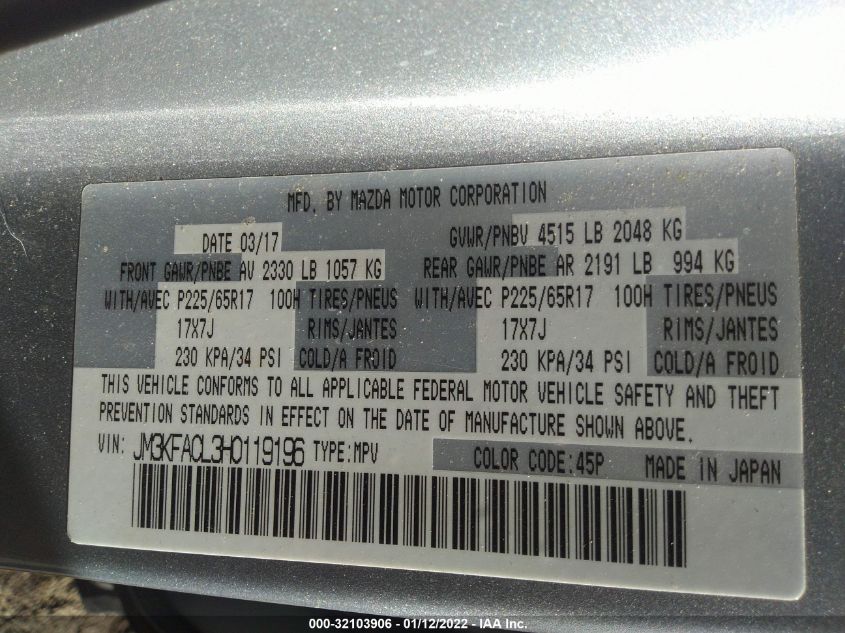 MFD. BY MAZDA MOTOR CORPORATION
DATE 03/17 GVWR/PNBV 4515 LB 2048 KG
FRONT GAWR/PNBE AV 2330 LB 1057 KG REAR GAWR/PNBE AR 2191 LB 994 KG
WITH/AVEC P225/65R17 100H TIRES/PNEUS WITH/AVEC P225/65R17 100H TIRES/PNEUS
17X7J RIMS/JANTES 17X7J RIMS/JANTES
230 KPA/34 PSI COLD/A FROID 230 KPA/34 PSI COLD/A FROID
THIS VEHICLE CONFORMS TO ALL APPLICABLE FEDERAL MOTOR VEHICLE SAFETY AND THEFT
PREVENTION STANDARDS IN EFFECT ON THE DATE OF MANUFACTURE SHOWN ABOVE.
VIN: JM3KFACL3H0119196 TYPE:MPV COLOR CODE:45P MADE IN JAPAN
000-32103906 - 01/12/2022 - IAA Inc.